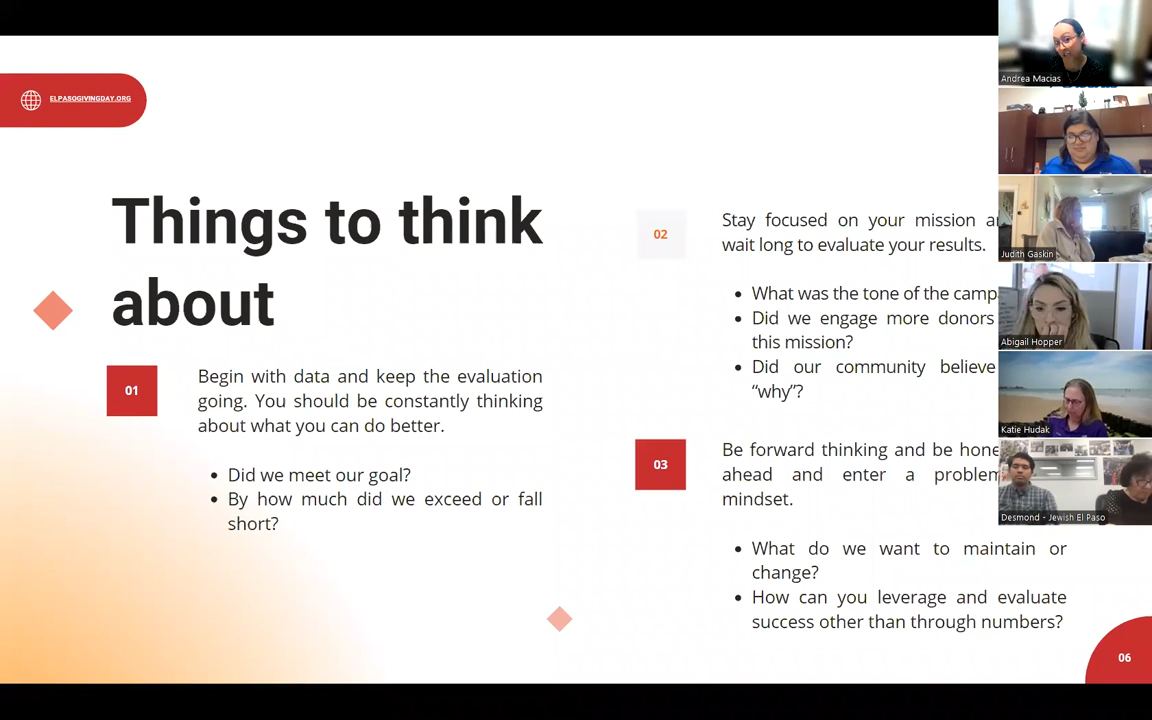 ELPASOGIVINGDAY.ORG
Things to think
about
01
Begin with data and keep the evaluation
going. You should be constantly thinking
about what you can do better.
Did we meet our goal?
By how much did we exceed or fall
short?
02
Stay focused on your mission
wait long to evaluate your results.
What was the tone of the
Did we engage more donors
this mission?
Did our community believe
“why”?
03
Be forward thinking and be
ahead and enter a
mindset.
What do we want to maintain or
change?
How can you leverage and evaluate
success other than through numbers?
06
Andrea Macias
Judith Gaskin
Abigail Hopper
Katie Hudak
Desmond - Jewish El Paso